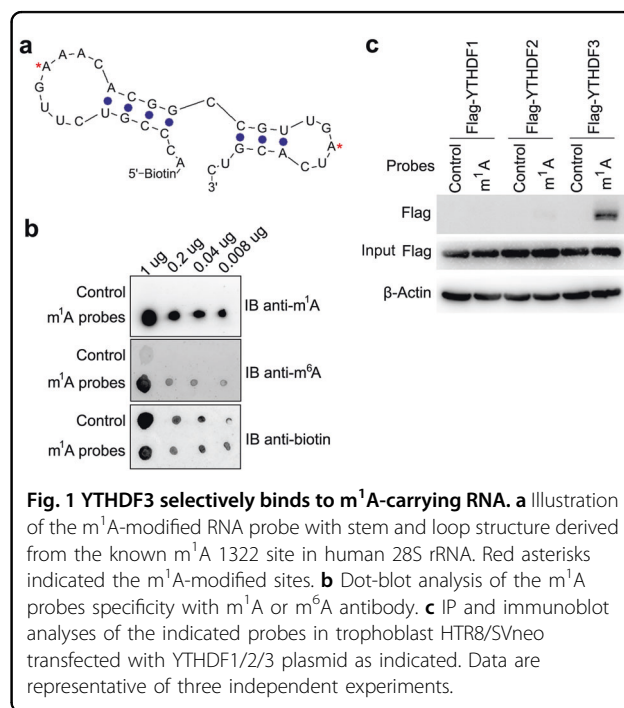 a
*A A A C A C G G C C G U U G A*
G U U C U G C C C A
5'-Biotin
C U G C A C U
3'
b
1 ug 0.2 ug 0.04 ug 0.008 ug
Control
m¹A probes
IB anti-m¹A
Control
m¹A probes
IB anti-m⁶A
Control
m¹A probes
IB anti-biotin
c
Flag-YTHDF1 Flag-YTHDF2 Flag-YTHDF3
Probes Control m¹A Control m¹A Control m¹A
Flag
Input Flag
β-Actin
Fig. 1 YTHDF3 selectively binds to m¹A-carrying RNA. a Illustration
of the m¹A-modified RNA probe with stem and loop structure derived
from the known m¹A 1322 site in human 28S rRNA. Red asterisks
indicated the m¹A-modified sites. b Dot-blot analysis of the m¹A
probes specificity with m¹A or m⁶A antibody. c IP and immunoblot
analyses of the indicated probes in trophoblast HTR8/SVneo
transfected with YTHDF1/2/3 plasmid as indicated. Data are
representative of three independent experiments.